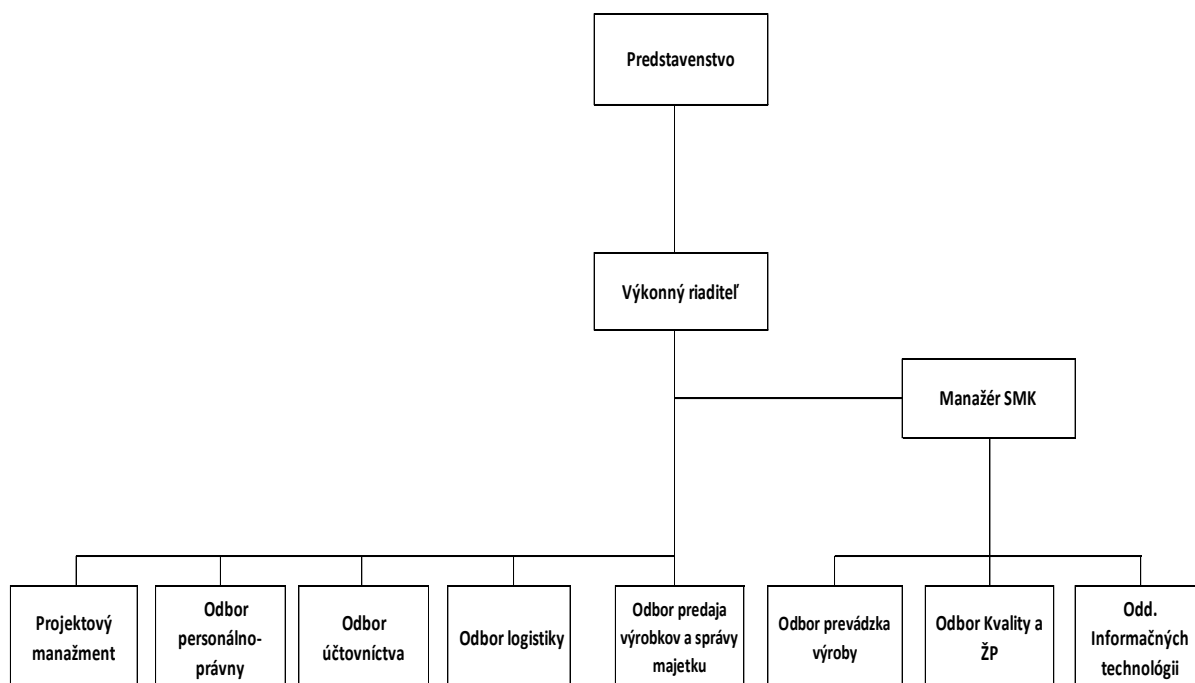 Predstavenstvo
Výkonný riaditeľ
Manažér SMK
Projektový
manažment
Odbor
personálno-
právny
Odbor
účtovníctva
Odbor logistiky
Odbor predaja
výrobkov a správy
majetku
Odbor prevádzka
výroby
Odbor Kvality a
ŽP
Odd.
Informačných
technológii